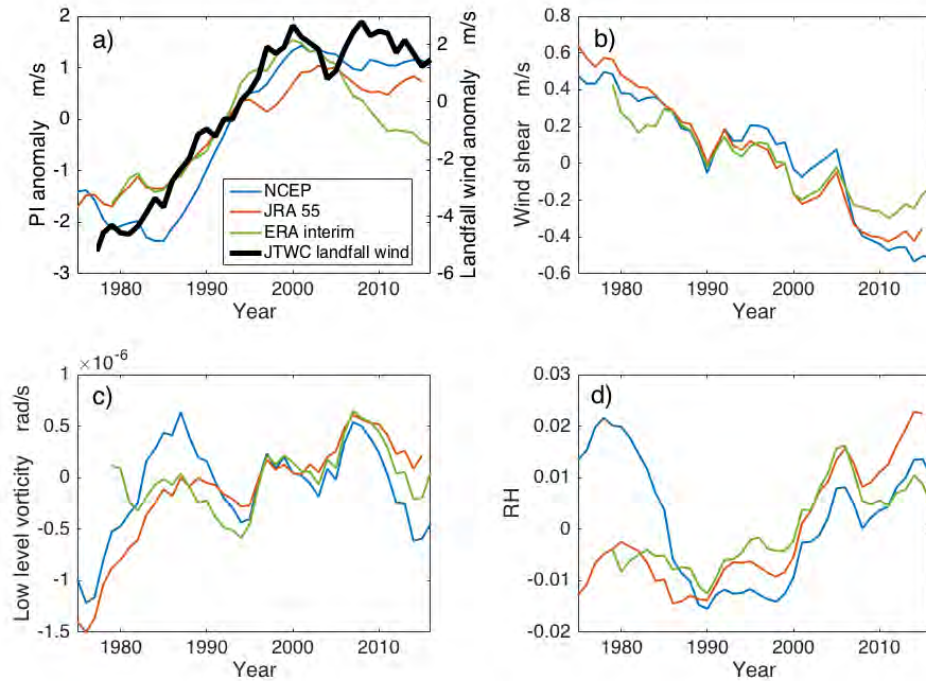 a)
PI anomaly m/s
2
1
0
-1
-2
-3
2
0
-2
-4
-6
Landfall wind anomaly m/s
NCEP
JRA 55
ERA interim
JTWC landfall wind
1980 1990 2000 2010
Year
b)
Wind shear m/s
0.8
0.6
0.4
0.2
0
-0.2
-0.4
-0.6
1980 1990 2000 2010
Year
c)
×10-6
Low level vorticity rad/s
1
0.5
0
-0.5
-1
-1.5
1980 1990 2000 2010
Year
d)
RH
0.03
0.02
0.01
0
-0.01
-0.02
1980 1990 2000 2010
Year